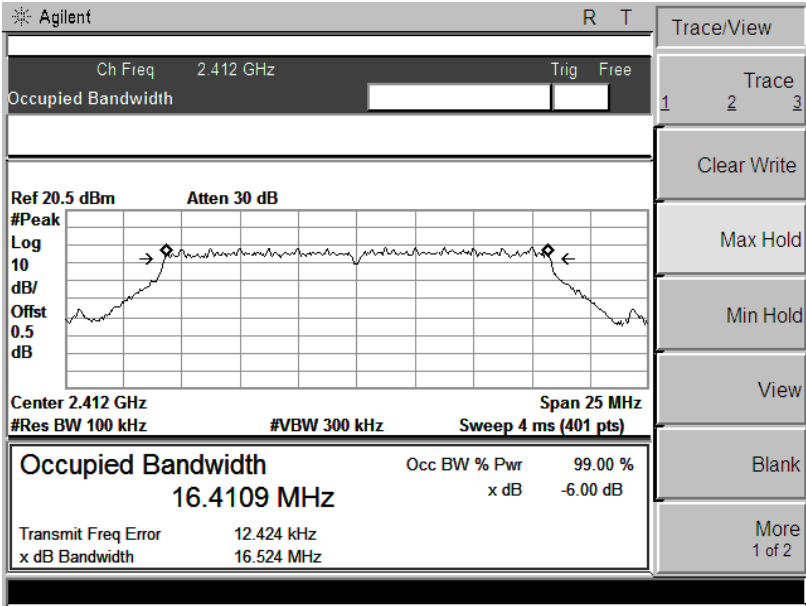 Agilent R T
Ch Freq 2.412 GHz Trig Free
Occupied Bandwidth
Ref 20.5 dBm Atten 30 dB
#Peak
Log
10
dB/
Offst
0.5
dB
Center 2.412 GHz Span 25 MHz
#Res BW 100 kHz #VBW 300 kHz Sweep 4 ms (401 pts)
Occupied Bandwidth Occ BW % Pwr 99.00 %
16.4109 MHz x dB -6.00 dB
Transmit Freq Error 12.424 kHz
x dB Bandwidth 16.524 MHz
Trace/View
Trace
1 2 3
Clear Write
Max Hold
Min Hold
View
Blank
More
1 of 2